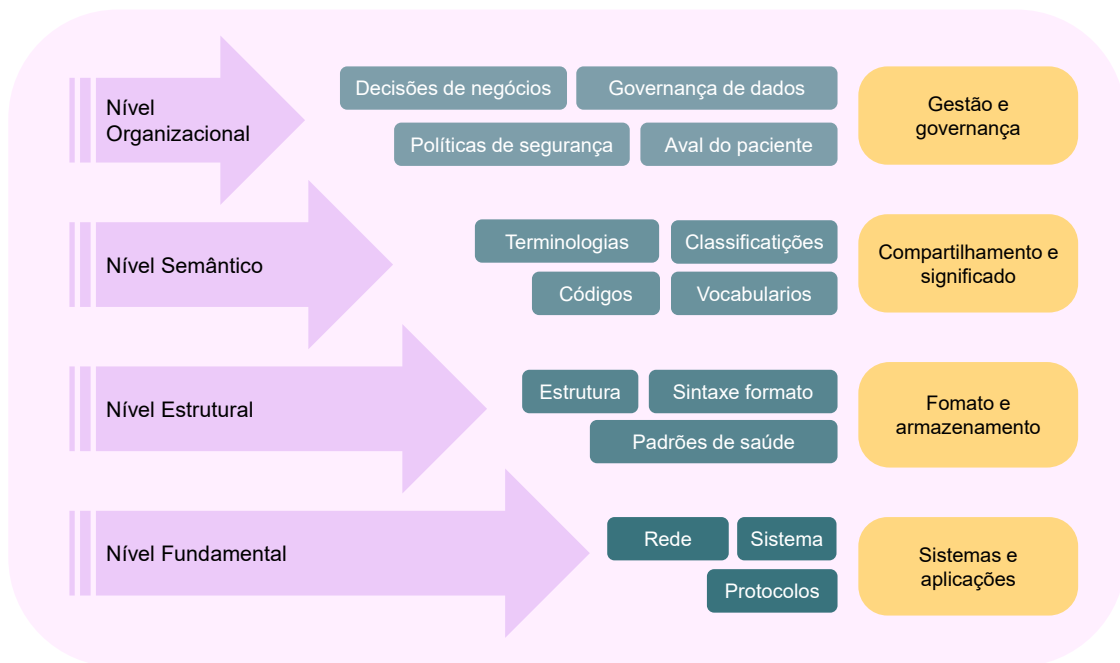 Nível
Organizacional
Decisões de negócios
Governança de dados
Políticas de segurança
Aval do paciente
Gestão e
governança
Nível Semântico
Terminologias
Classificatições
Códigos
Vocabularios
Compartilhamento e
significado
Nível Estrutural
Estrutura
Sintaxe formato
Padrões de saúde
Fomato e
armazenamento
Nível Fundamental
Rede
Sistema
Protocolos
Sistemas e
aplicações